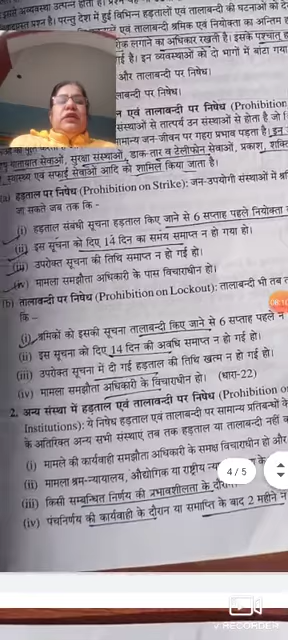 इससे अव्यवस्था उत्पन्न होती है।
प्रश्न है। परन्तु देश में हुई विभिन्न हड़तालों एवं तालाबन्दी की घटनाओं को
एवं तालाबन्दी श्रमिक एवं नियोक्ता का अन्तिम
रोक लगाने का अधिकार रखती है। इसके पश्चात्
गई है। इन व्यवस्थाओं को दो भागों में बांटा गया
और तालाबन्दी पर निषेध।
लाबन्दी पर निषेध।
एवं तालाबन्दी पर निषेध (Prohibition
संस्थाओं से तात्पर्य उन संस्थाओं से होता है जो
सामान्य जन-जीवन पर गहरा प्रभाव पड़ता है। इन
यातायात सेवाओं, सुरक्षा संस्थाओं, डाक-तार व टेलीफोन सेवाओं, प्रकाश, शक्ति
स्वास्थ्य एवं सफाई सेवाओं आदि को शामिल किया जाता है।
(a) हड़ताल पर निषेध (Prohibition on Strike): जन-उपयोगी संस्थाओं में
जा सकते जब तक कि -
(i) हड़ताल संबंधी सूचना हड़ताल किए जाने से 6 सप्ताह पहले नियोक्ता
(ii) इस सूचना को दिए 14 दिन का समय समाप्त न हो गया हो।
(iii) उपरोक्त सूचना की तिथि समाप्त न हो गई हो।
(iv) मामला समझौता अधिकारी के पास विचाराधीन हो।
(b) तालाबन्दी पर निषेध (Prohibition on Lockout): तालाबन्दी भी तब
कि -
08:10
(i) श्रमिकों को इसकी सूचना तालाबन्दी किए जाने से 6 सप्ताह पहले न
(ii) इस सूचना को दिए 14 दिन की अवधि समाप्त न हो गई हो।
(iii) उपरोक्त सूचना में दी गई हड़ताल की तिथि खत्म न हो गई हो।
(iv) मामला समझौता अधिकारी के विचाराधीन हो। (धारा-22)
2. अन्य संस्था में हड़ताल एवं तालाबन्दी पर निषेध (Prohibition
Institutions): ये निषेध हड़ताल एवं तालाबन्दी पर सामान्य प्रतिबन्धों के
के अतिरिक्त अन्य सभी संस्थाएं तब तक हड़ताल या तालाबन्दी नहीं
(i) मामले की कार्यवाही समझौता अधिकारी के समक्ष विचाराधीन हो और
(ii) मामला श्रम-न्यायालय, औद्योगिक या राष्ट्रीय
4 / 5
(iii) किसी सम्बन्धित निर्णय की प्रभावशीलता के दौरान
(iv) पंचनिर्णय की कार्यवाही के दौरान या समाप्ति के बाद 2 महीने न
V RECORDER